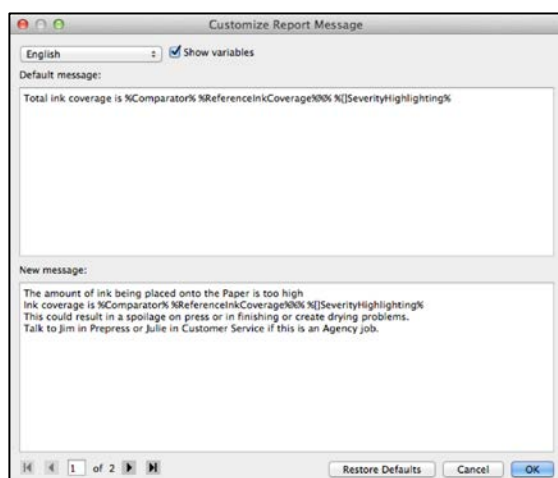 Customize Report Message
English Show variables
Default message:
Total ink coverage is %Comparator% %ReferenceInkCoverage%%% %[]SeverityHighlighting%
New message:
The amount of ink being placed onto the Paper is too high
Ink coverage is %Comparator% %ReferenceInkCoverage%%% %[]SeverityHighlighting%
This could result in a spoilage on press or in finishing or create drying problems.
Talk to Jim in Prepress or Julie in Customer Service if this is an Agency job.
1 of 2 Restore Defaults Cancel OK